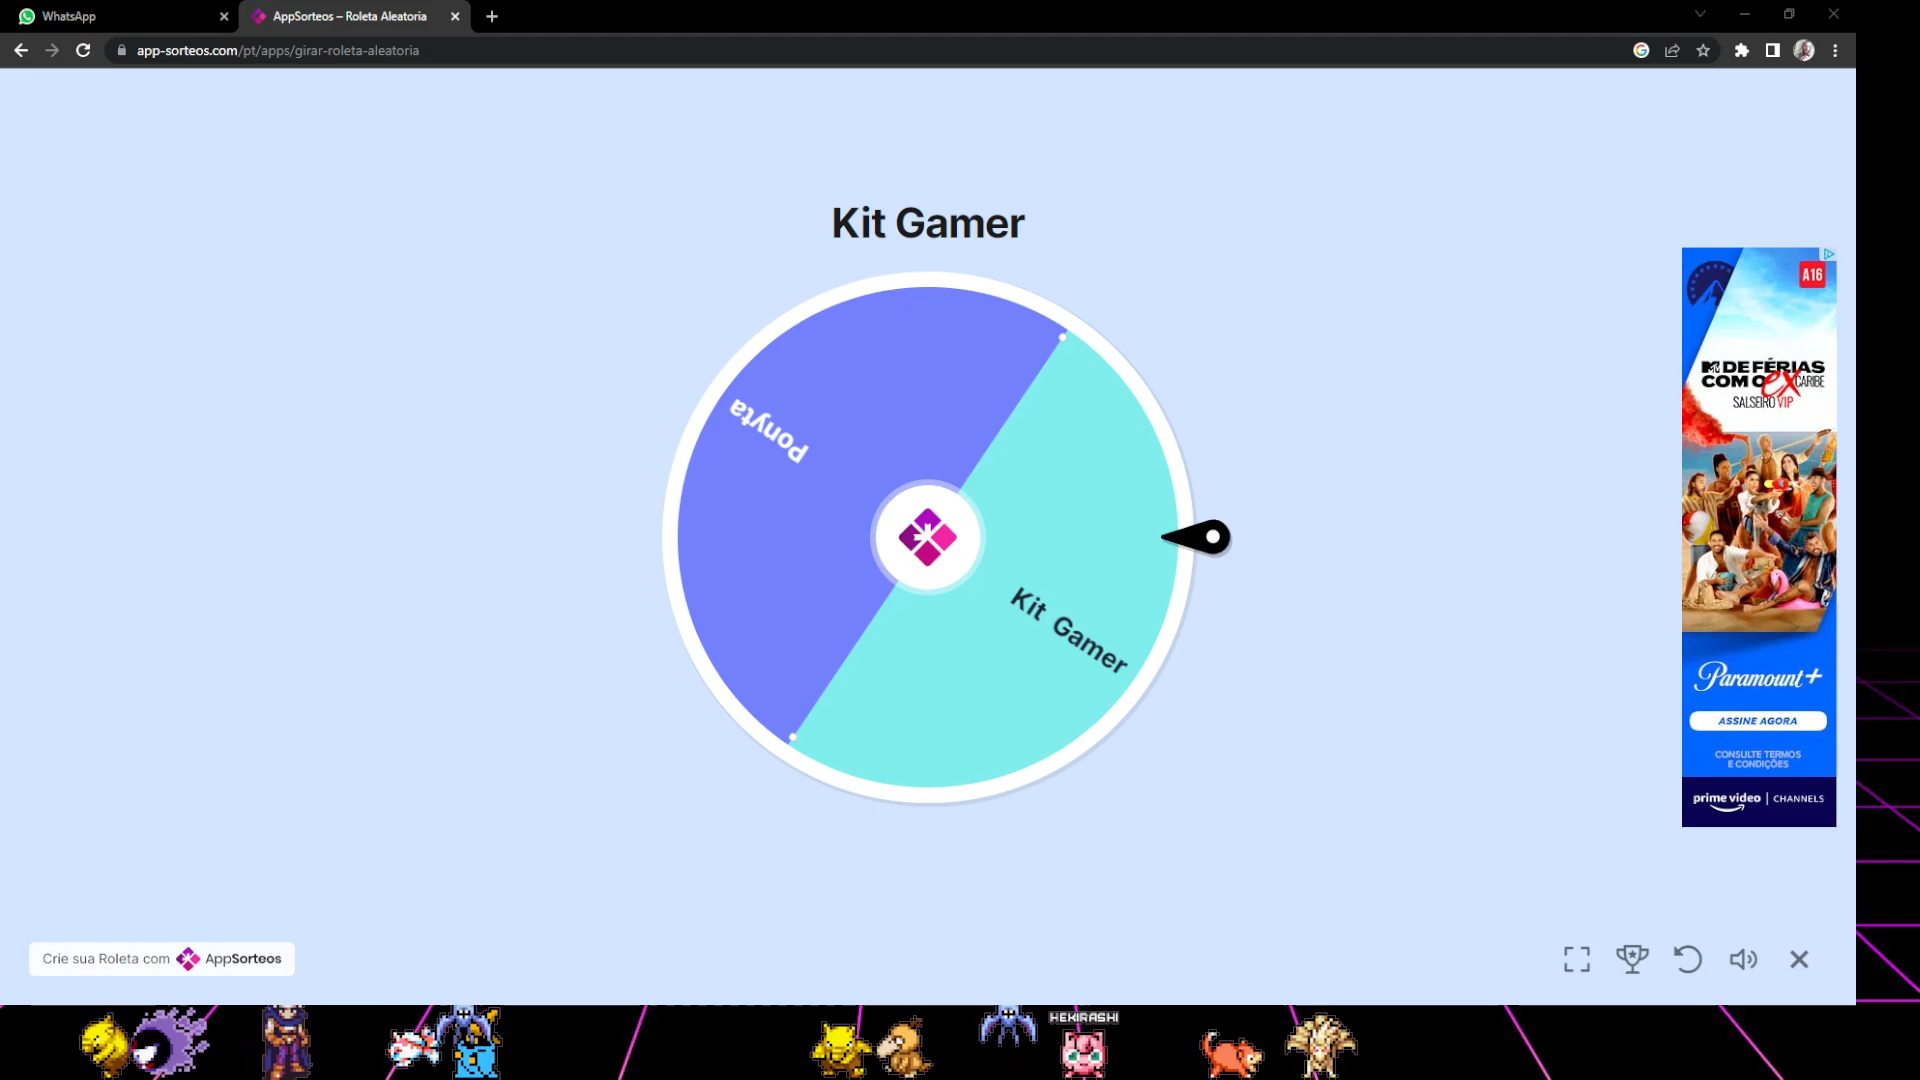 WhatsApp
AppSorteos – Roleta Aleatoria
app-sorteos.com/pt/apps/girar-roleta-aleatoria
Kit Gamer
Ponyta
Kit Gamer
A16
MTV DE FÉRIAS
COM O EX CARIBE
SALSEIRO VIP
Paramount+
ASSINE AGORA
CONSULTE TERMOS
E CONDIÇÕES
prime video | CHANNELS
Crie sua Roleta com AppSorteos
HEKIRASHI